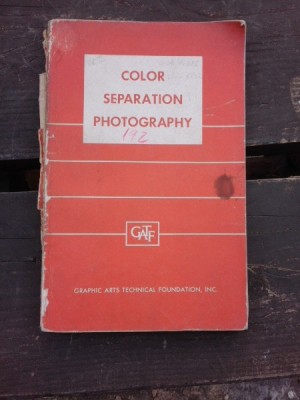 COLOR
SEPARATION
PHOTOGRAPHY
192
GATF
GRAPHIC ARTS TECHNICAL FOUNDATION, INC.